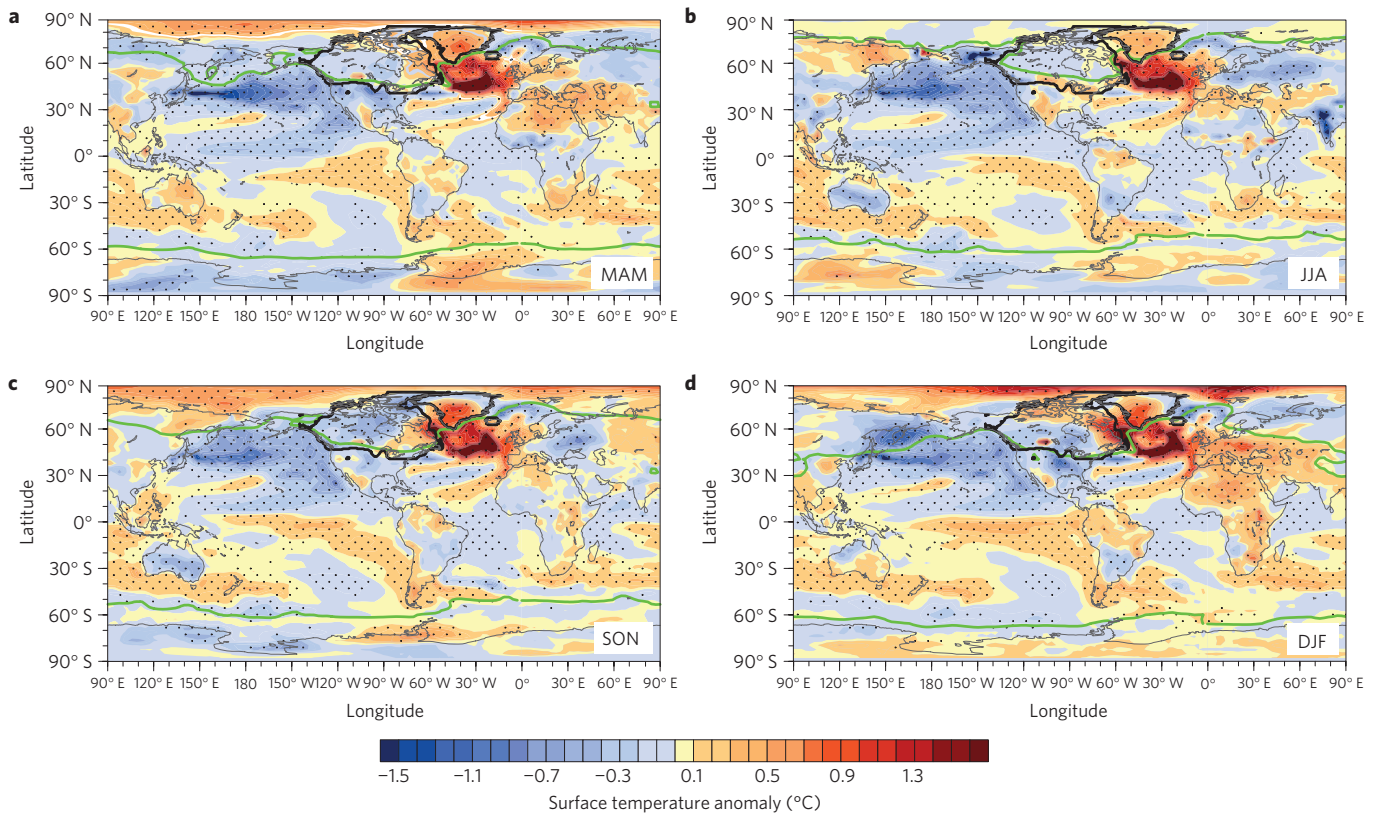 a
90° N
60° N
30° N
0°
30° S
60° S
90° S
Latitude
MAM
90° E 120° E 150° E 180 150° W 120° W 90° W 60° W 30° W 0° 30° E 60° E 90° E
Longitude
b
90° N
60° N
30° N
0°
30° S
60° S
90° S
Latitude
JJA
90° E 120° E 150° E 180 150° W 120° W 90° W 60° W 30° W 0° 30° E 60° E 90° E
Longitude
c
90° N
60° N
30° N
0°
30° S
60° S
90° S
Latitude
SON
90° E 120° E 150° E 180 150° W 120° W 90° W 60° W 30° W 0° 30° E 60° E 90° E
Longitude
d
90° N
60° N
30° N
0°
30° S
60° S
90° S
Latitude
DJF
90° E 120° E 150° E 180 150° W 120° W 90° W 60° W 30° W 0° 30° E 60° E 90° E
Longitude
−1.5 −1.1 −0.7 −0.3 0.1 0.5 0.9 1.3
Surface temperature anomaly (°C)